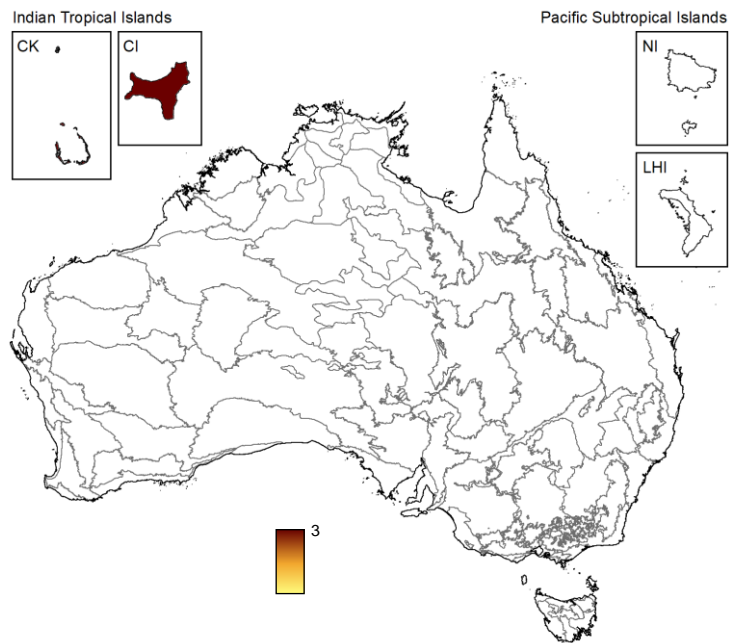 Indian Tropical Islands
Pacific Subtropical Islands
CK
CI
NI
LHI
3